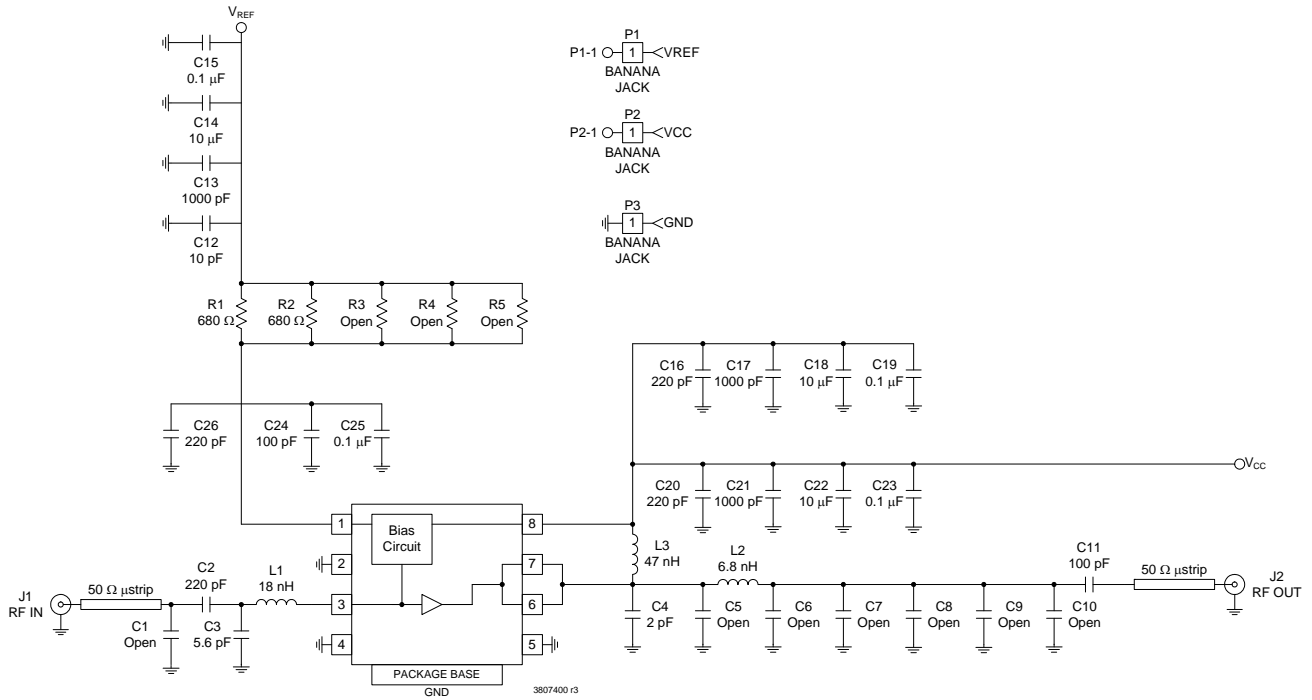 VREF
C15
0.1 µF
C14
10 µF
C13
1000 pF
C12
10 pF
P1
P1-1 1 VREF
BANANA
JACK
P2
P2-1 1 VCC
BANANA
JACK
P3
1 GND
BANANA
JACK
R1
680 Ω
R2
680 Ω
R3
Open
R4
Open
R5
Open
C16
220 pF
C17
1000 pF
C18
10 µF
C19
0.1 µF
C26
220 pF
C24
100 pF
C25
0.1 µF
VCC
C20
220 pF
C21
1000 pF
C22
10 µF
C23
0.1 µF
1
Bias
Circuit
8
2
7
3
6
4
5
PACKAGE BASE
GND
3807400 r3
J1
RF IN
50 Ω µstrip
C1
Open
C2
220 pF
C3
5.6 pF
L1
18 nH
L3
47 nH
L2
6.8 nH
C4
2 pF
C5
Open
C6
Open
C7
Open
C8
Open
C9
Open
C10
Open
C11
100 pF
50 Ω µstrip
J2
RF OUT